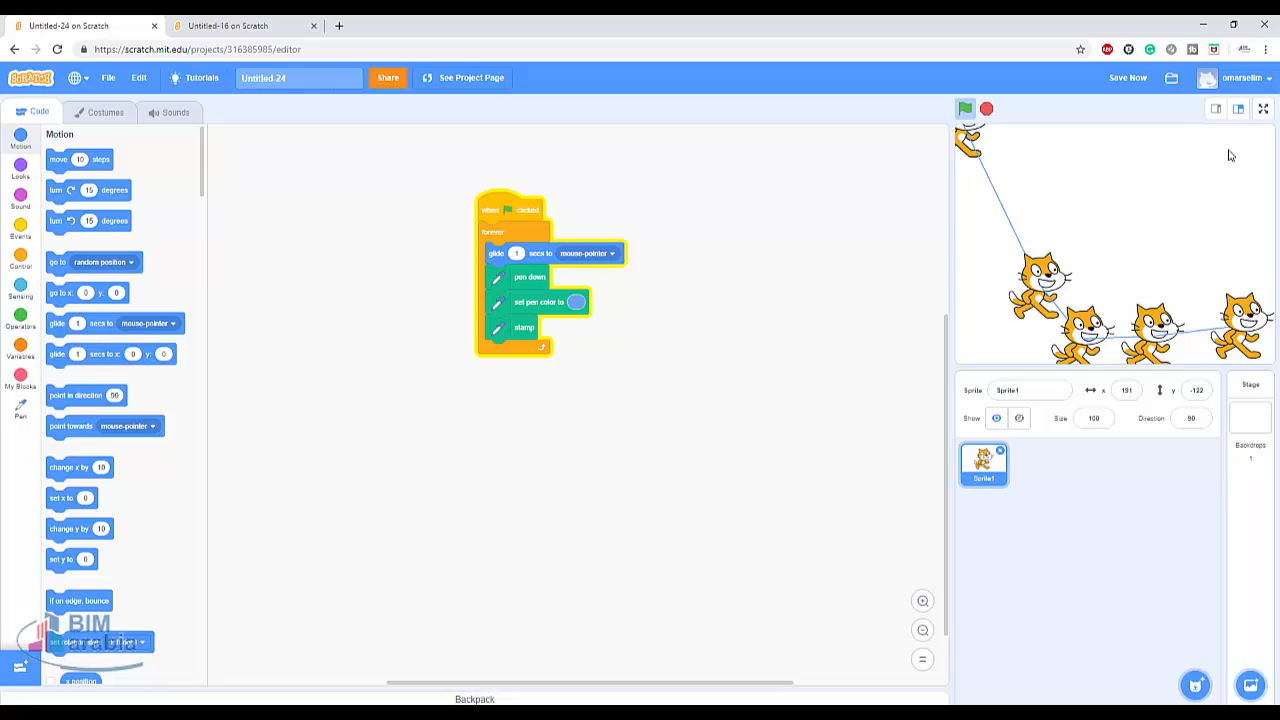 Untitled-24 on Scratch
Untitled-16 on Scratch
https://scratch.mit.edu/projects/316385985/editor
SCRATCH
File
Edit
Tutorials
Untitled-24
Share
See Project Page
Save Now
omarselim
Code
Costumes
Sounds
Motion
Looks
Sound
Events
Control
Sensing
Operators
Variables
My Blocks
Pen
Motion
move 10 steps
turn 15 degrees
turn 15 degrees
go to random position
go to x: 0 y: 0
glide 1 secs to mouse-pointer
glide 1 secs to x: 0 y: 0
point in direction 90
point towards mouse-pointer
change x by 10
set x to 0
change y by 10
set y to 0
if on edge, bounce
x position
BIM
arabia
when clicked
forever
glide 1 secs to mouse-pointer
pen down
set pen color to
stamp
Sprite
Sprite1
x 191
y -122
Show
Size
100
Direction
90
Sprite1
Stage
Backdrops
1
Backpack